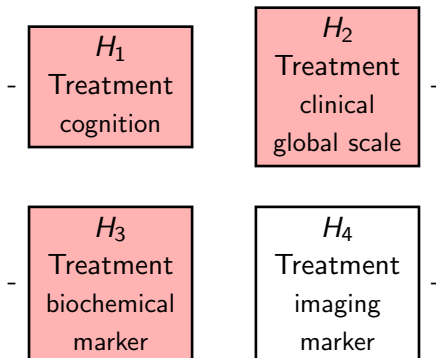 H₁
Treatment
cognition
H₂
Treatment
clinical
global scale
H₃
Treatment
biochemical
marker
H₄
Treatment
imaging
marker